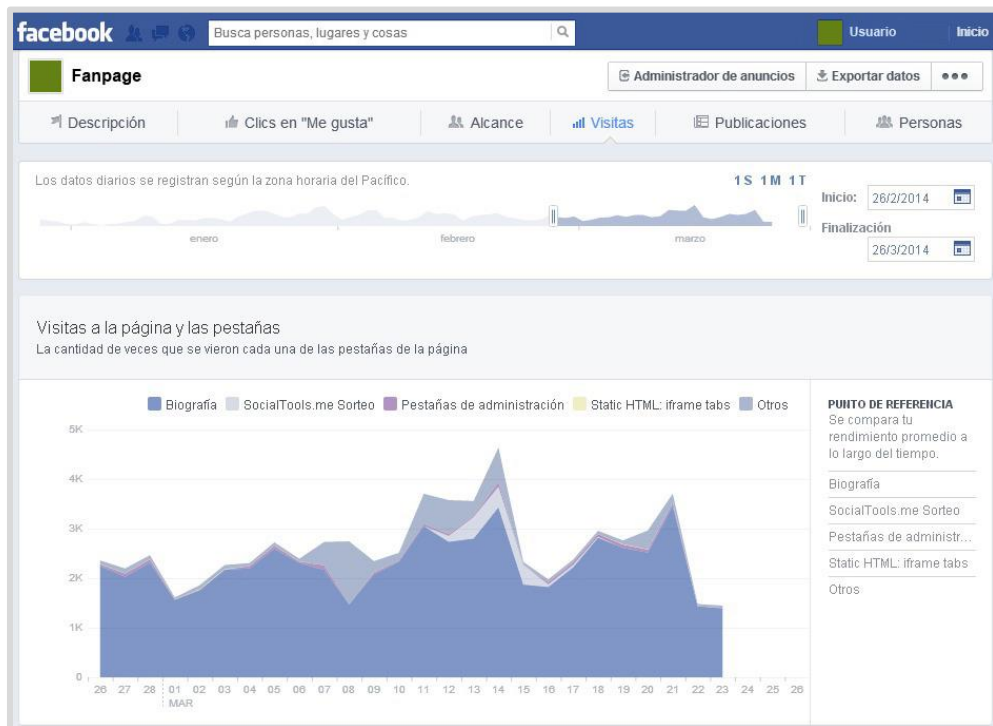 facebook Busca personas, lugares y cosas Usuario Inicio
Fanpage Administrador de anuncios Exportar datos
Descripción Clics en "Me gusta" Alcance Visitas Publicaciones Personas
Los datos diarios se registran según la zona horaria del Pacífico. 1 S 1 M 1 T
Inicio: 26/2/2014
enero febrero marzo
Finalización
26/3/2014
Visitas a la página y las pestañas
La cantidad de veces que se vieron cada una de las pestañas de la página
Biografía SocialTools.me Sorteo Pestañas de administración Static HTML: iframe tabs Otros
5K
4K
3K
2K
1K
0
26 27 28 01 02 03 04 05 06 07 08 09 10 11 12 13 14 15 16 17 18 19 20 21 22 23 24 25 26
MAR
PUNTO DE REFERENCIA
Se compara tu
rendimiento promedio a
lo largo del tiempo.
Biografía
SocialTools.me Sorteo
Pestañas de administr...
Static HTML: iframe tabs
Otros